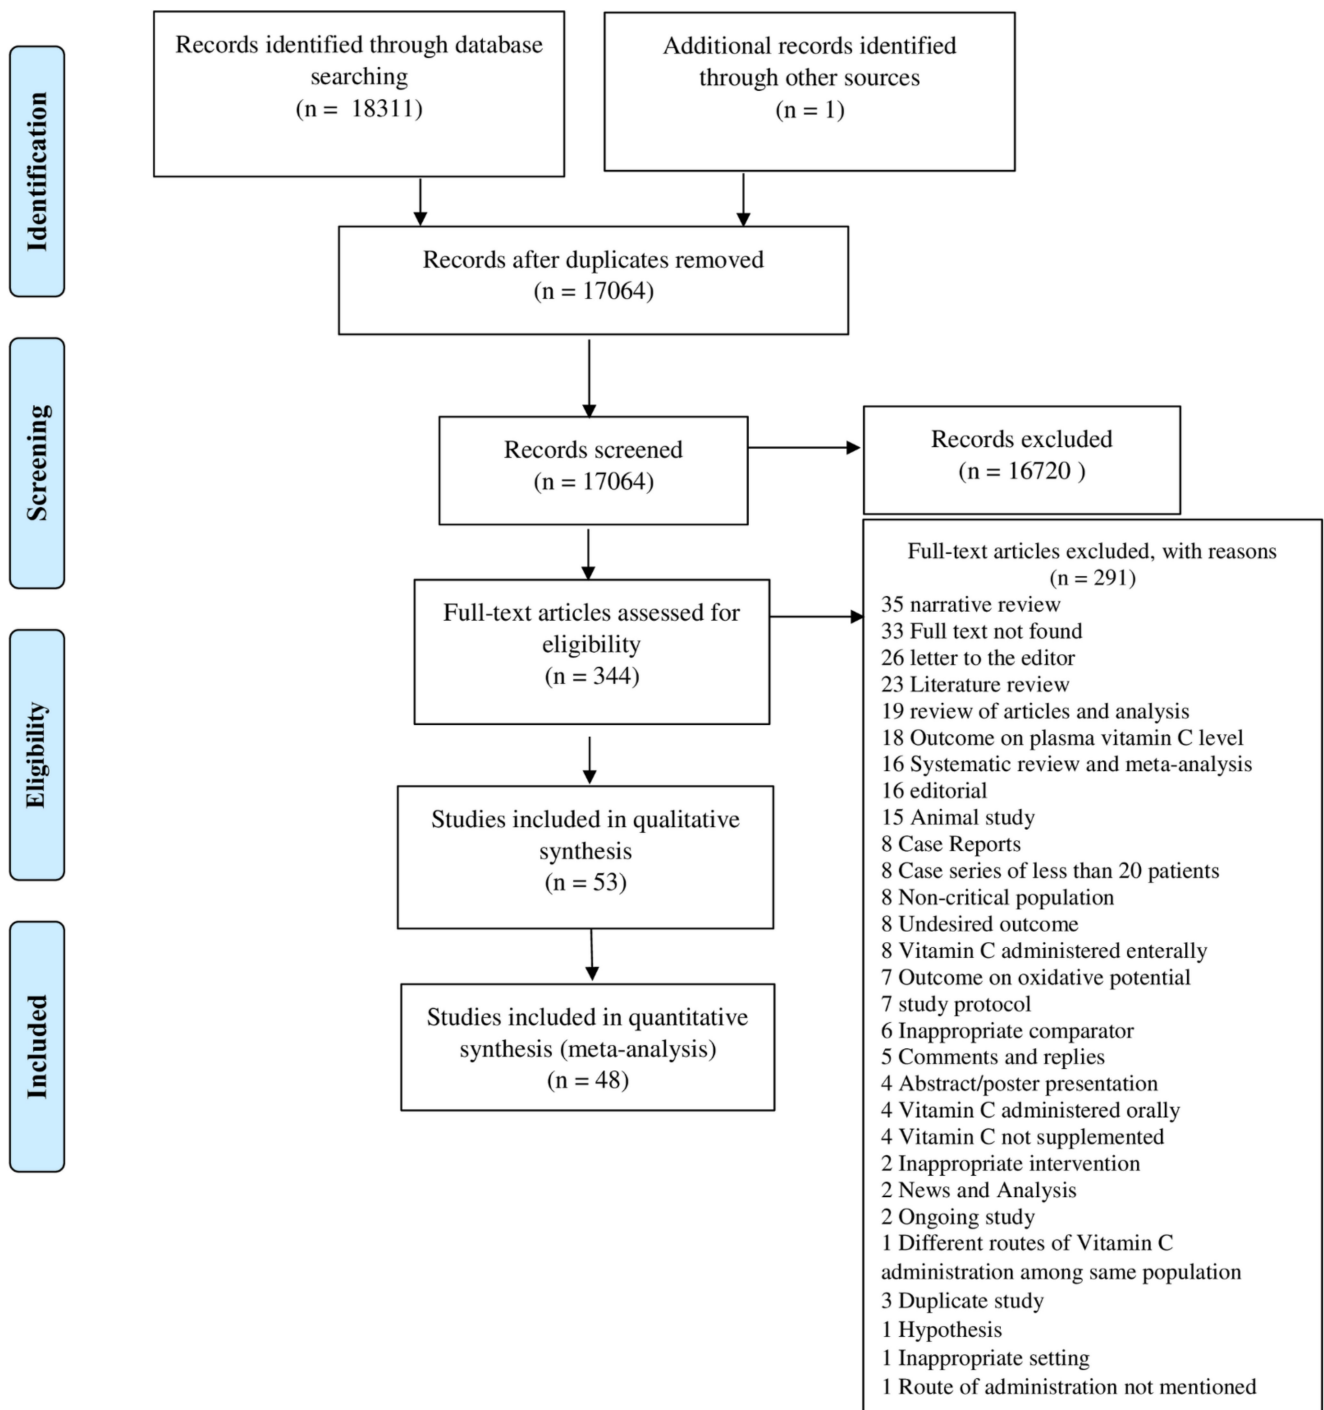 Records identified through database
searching
(n =  18311)
Additional records identified
through other sources
(n = 1)
Identification
Records after duplicates removed
(n = 17064)
Screening
Records screened
(n = 17064)
Records excluded
(n = 16720 )
Full-text articles assessed for
eligibility
(n = 344)
Full-text articles excluded, with reasons
(n = 291)
35 narrative review
33 Full text not found
26 letter to the editor
23 Literature review
19 review of articles and analysis
18 Outcome on plasma vitamin C level
16 Systematic review and meta-analysis
16 editorial
15 Animal study
8 Case Reports
8 Case series of less than 20 patients
8 Non-critical population
8 Undesired outcome
8 Vitamin C administered enterally
7 Outcome on oxidative potential
7 study protocol
6 Inappropriate comparator
5 Comments and replies
4 Abstract/poster presentation
4 Vitamin C administered orally
4 Vitamin C not supplemented
2 Inappropriate intervention
2 News and Analysis
2 Ongoing study
1 Different routes of Vitamin C
administration among same population
3 Duplicate study
1 Hypothesis
1 Inappropriate setting
1 Route of administration not mentioned
Eligibility
Studies included in qualitative
synthesis
(n = 53)
Included
Studies included in quantitative
synthesis (meta-analysis)
(n = 48)